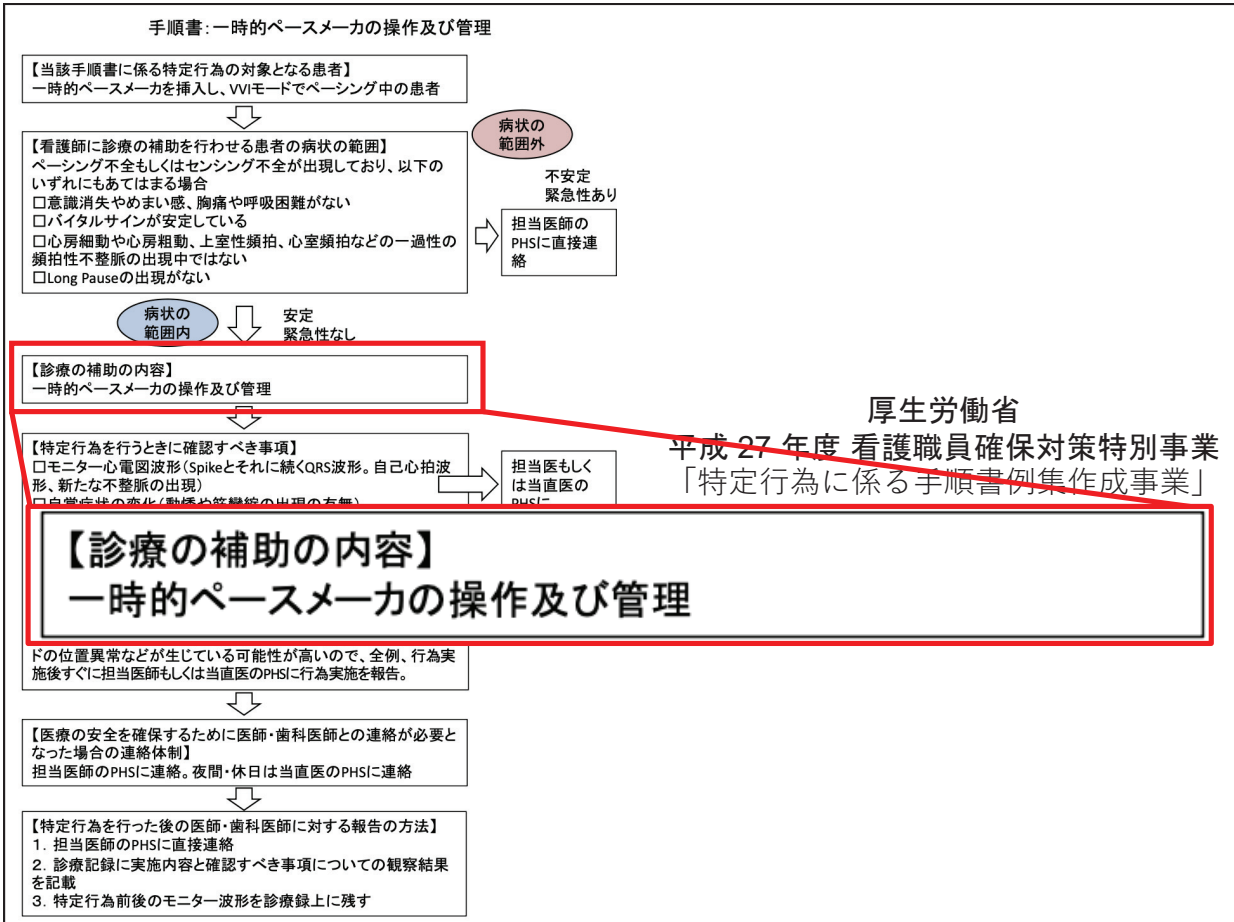 手順書:一時的ペースメーカの操作及び管理
【当該手順書に係る特定行為の対象となる患者】
一時的ペースメーカを挿入し、VVIモードでペーシング中の患者
病状の
範囲外
【看護師に診療の補助を行わせる患者の病状の範囲】
ペーシング不全もしくはセンシング不全が出現しており、以下の
いずれにもあてはまる場合
□意識消失やめまい感、胸痛や呼吸困難がない
□バイタルサインが安定している
□心房細動や心房粗動、上室性頻拍、心室頻拍などの一過性の
頻拍性不整脈の出現中ではない
□Long Pauseの出現がない
不安定
緊急性あり
担当医師の
PHSに直接連
絡
病状の
範囲内
安定
緊急性なし
【診療の補助の内容】
一時的ペースメーカの操作及び管理
厚生労働省
平成 27 年度 看護職員確保対策特別事業
「特定行為に係る手順書例集作成事業」
【特定行為を行うときに確認すべき事項】
□モニター心電図波形(Spikeとそれに続くQRS波形。自己心拍波
形、新たな不整脈の出現)
□自覚症状の変化(動悸や筋攣縮の出現の有無)
担当医もしく
は当直医の
PHSに
【診療の補助の内容】
一時的ペースメーカの操作及び管理
ドの位置異常などが生じている可能性が高いので、全例、行為実
施後すぐに担当医師もしくは当直医のPHSに行為実施を報告。
【医療の安全を確保するために医師・歯科医師との連絡が必要と
なった場合の連絡体制】
担当医師のPHSに連絡。夜間・休日は当直医のPHSに連絡
【特定行為を行った後の医師・歯科医師に対する報告の方法】
1. 担当医師のPHSに直接連絡
2. 診療記録に実施内容と確認すべき事項についての観察結果
を記載
3. 特定行為前後のモニター波形を診療録上に残す